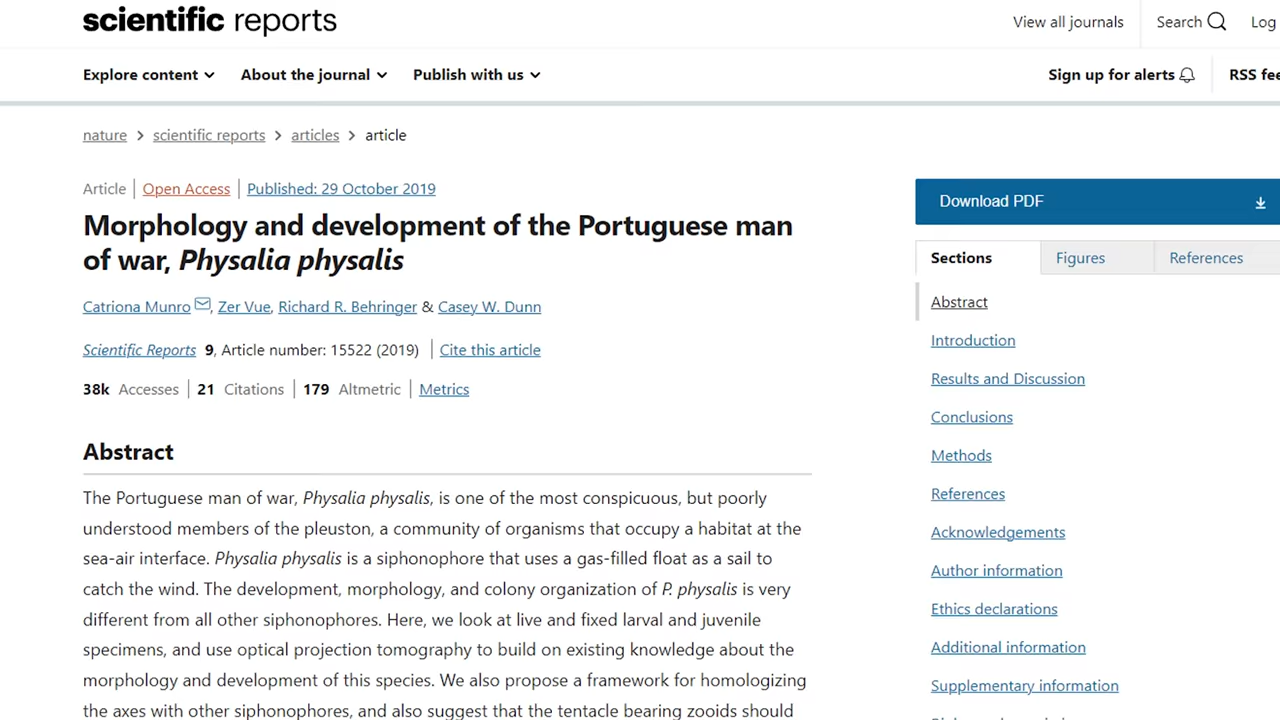 scientific reports
View all journals
Search
Log
Explore content
About the journal
Publish with us
Sign up for alerts
RSS fee
nature > scientific reports > articles > article
Article | Open Access | Published: 29 October 2019
Morphology and development of the Portuguese man
of war, Physalia physalis
Catriona Munro, Zer Vue, Richard R. Behringer & Casey W. Dunn
Scientific Reports 9, Article number: 15522 (2019) | Cite this article
38k Accesses | 21 Citations | 179 Altmetric | Metrics
Abstract
The Portuguese man of war, Physalia physalis, is one of the most conspicuous, but poorly
understood members of the pleuston, a community of organisms that occupy a habitat at the
sea-air interface. Physalia physalis is a siphonophore that uses a gas-filled float as a sail to
catch the wind. The development, morphology, and colony organization of P. physalis is very
different from all other siphonophores. Here, we look at live and fixed larval and juvenile
specimens, and use optical projection tomography to build on existing knowledge about the
morphology and development of this species. We also propose a framework for homologizing
the axes with other siphonophores, and also suggest that the tentacle bearing zooids should
Download PDF
Sections
Figures
References
Abstract
Introduction
Results and Discussion
Conclusions
Methods
References
Acknowledgements
Author information
Ethics declarations
Additional information
Supplementary information